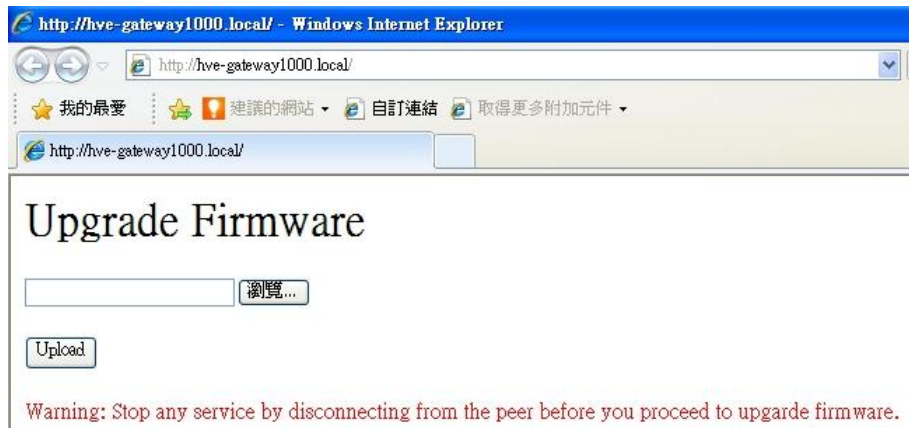 http://hve-gateway1000.local/ - Windows Internet Explorer
http://hve-gateway1000.local/
我的最愛 建議的網站 自訂連結 取得更多附加元件
http://hve-gateway1000.local/
Upgrade Firmware
瀏覽...
Upload
Warning: Stop any service by disconnecting from the peer before you proceed to upgarde firmware.